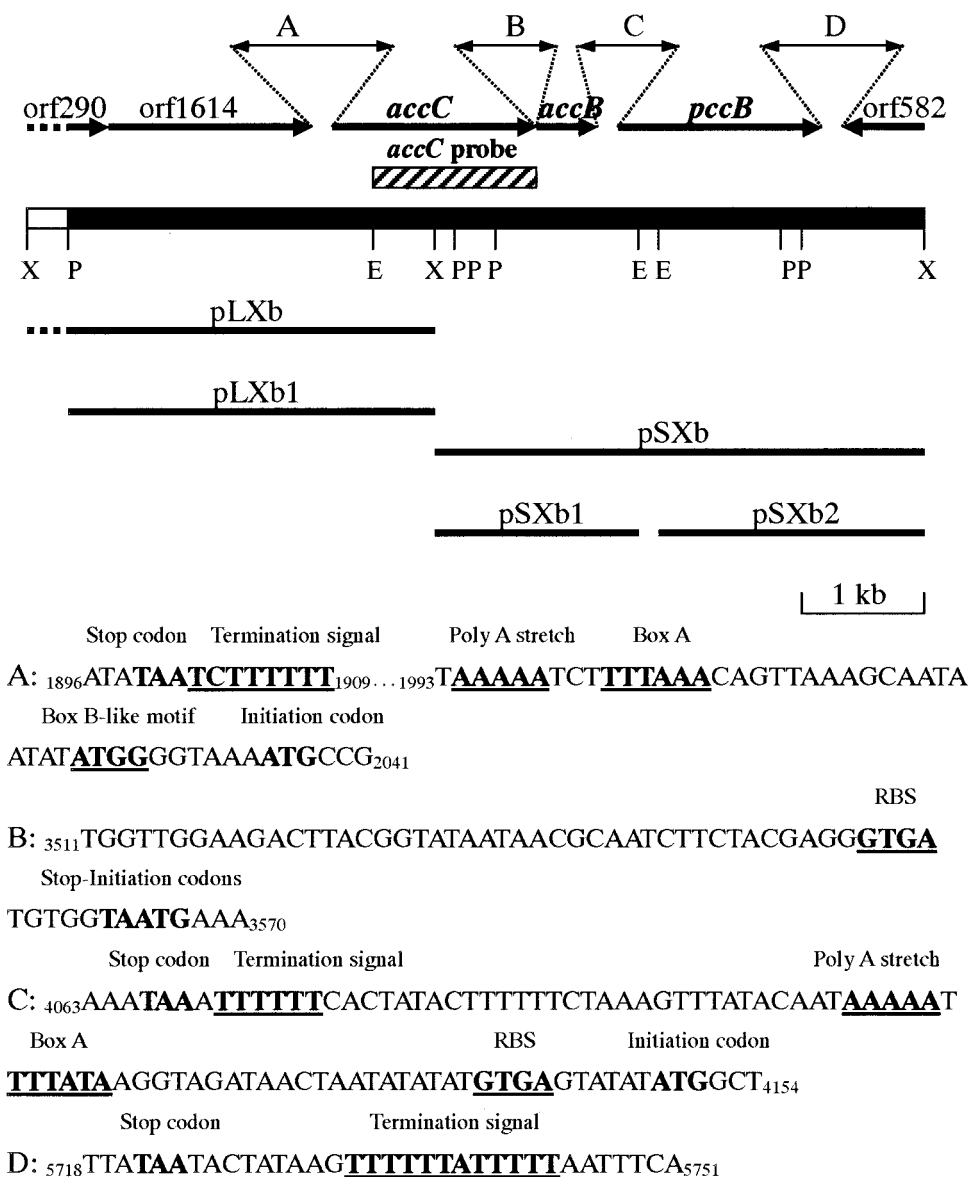 A B C D
orf290 orf1614 accC accB pccB orf582
accC probe
X P E X PP P E E PP X
pLXb
pLXb1
pSXb
pSXb1 pSXb2
1 kb
Stop codon Termination signal Poly A stretch Box A
A: 1896ATATAATCTTTTTT1909...1993TAAAAATCTTTTAAACAGTTAAAGCAATA
Box B-like motif Initiation codon
ATATATGGGGTAAAATGCCG2041
RBS
B: 3511TGGTTGGAAGACTTACGGTATAATAACGCAATCTTCTACGAGGGTGA
Stop-Initiation codons
TGTGGTAATGAAA3570
Stop codon Termination signal Poly A stretch
C: 4063AAATAAATTTTTTCACTATACTTTTTTCTAAAGTTTATACAATAAAAAT
Box A RBS Initiation codon
TTTATAAGGTAGATAACTAATATATATGTGAGTATATATGGCT4154
Stop codon Termination signal
D: 5718TTATAATACTATAAGTTTTTTATTTTTAATTTCA5751